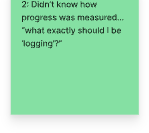 2: Didn't know how
progress was measured...
"what exactly should I be
'logging'?"